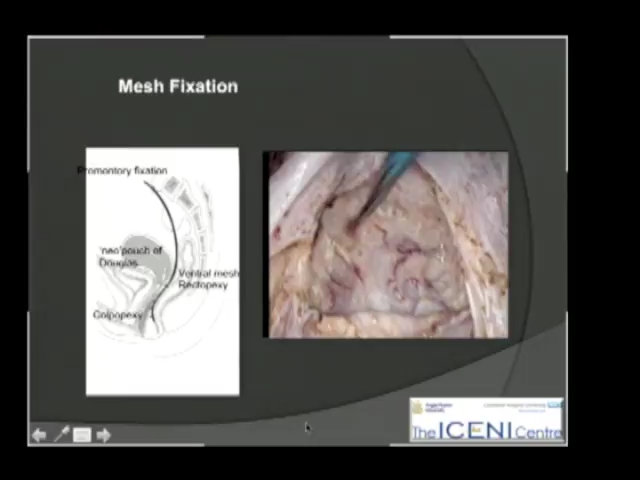 Mesh Fixation
Promontory fixation
'neo'pouch of
Douglas
Ventral mesh
Rectopexy
Colpopexy
The ICENI Centre